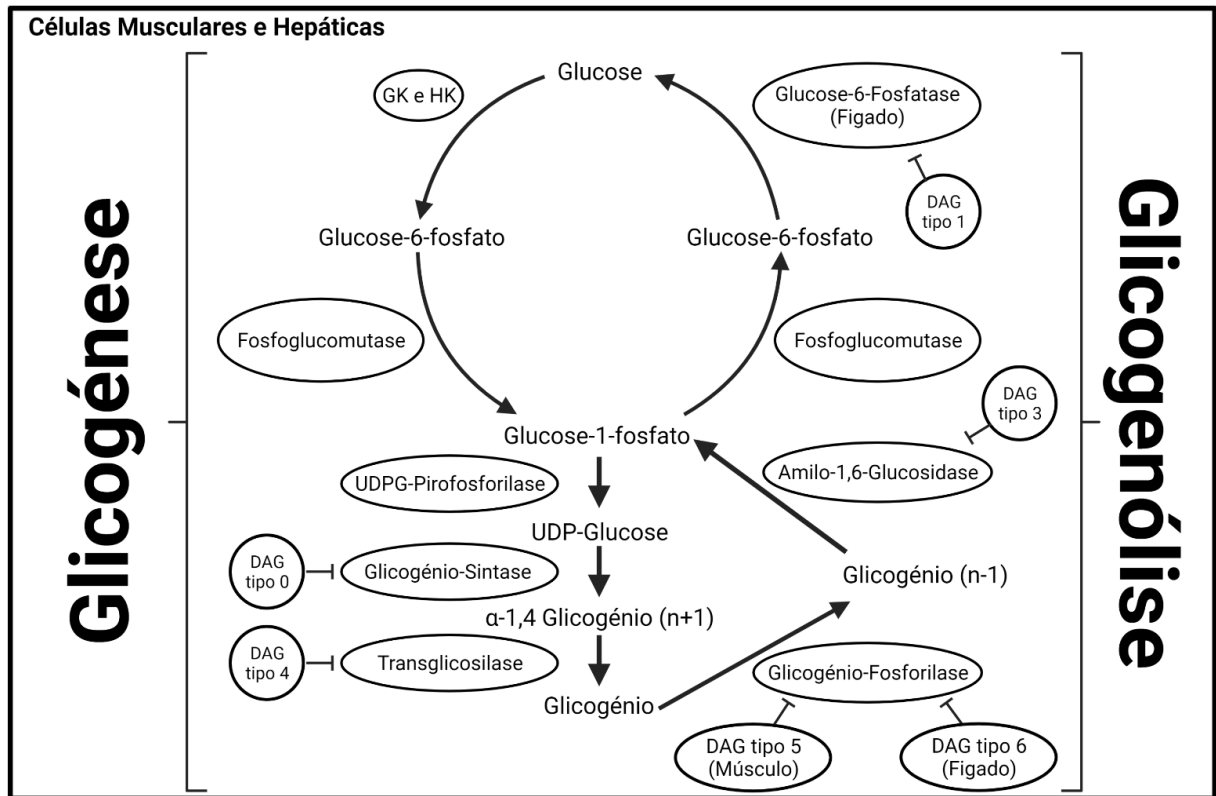 Células Musculares e Hepáticas
Glicogénese
Glicogenólise
Glucose
GK e HK
Glucose-6-Fosfatase
(Figado)
DAG
tipo 1
Glucose-6-fosfato
Glucose-6-fosfato
Fosfoglucomutase
Fosfoglucomutase
DAG
tipo 3
Glucose-1-fosfato
Amilo-1,6-Glucosidase
UDPG-Pirofosforilase
UDP-Glucose
DAG
tipo 0
Glicogénio-Sintase
Glicogénio (n-1)
α-1,4 Glicogénio (n+1)
DAG
tipo 4
Transglicosilase
Glicogénio-Fosforilase
Glicogénio
DAG tipo 5
(Músculo)
DAG tipo 6
(Figado)